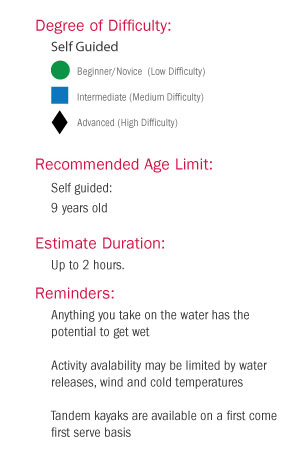 Degree of Difficulty:
Self Guided
Beginner/Novice (Low Difficulty)
Intermediate (Medium Difficulty)
Advanced (High Difficulty)
Recommended Age Limit:
Self guided:
9 years old
Estimate Duration:
Up to 2 hours.
Reminders:
Anything you take on the water has the
potential to get wet
Activity avalability may be limited by water
releases, wind and cold temperatures
Tandem kayaks are available on a first come
first serve basis